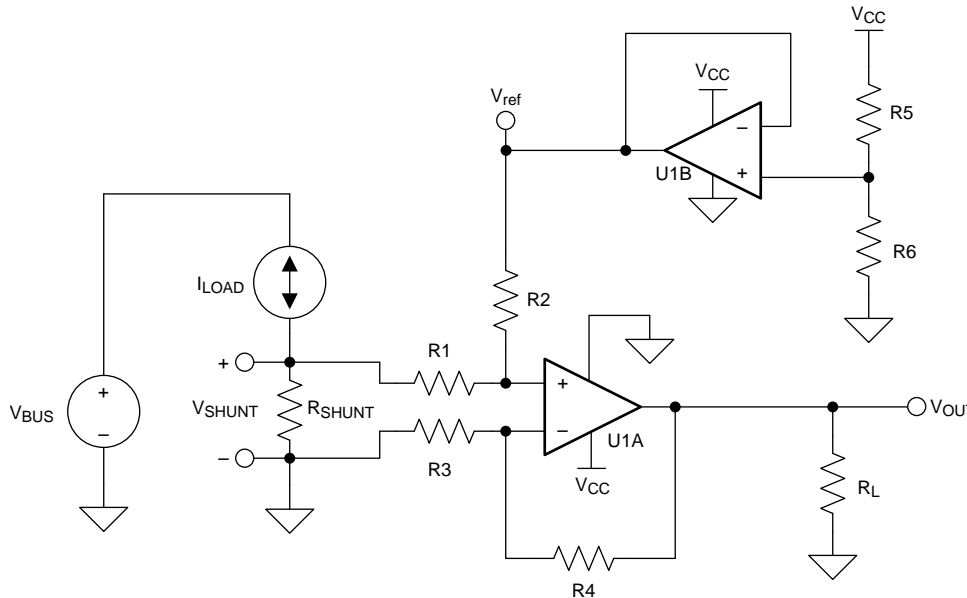 VCC
VCC
Vref
R5
−
+
U1B
R6
ILOAD
R2
+
R1
+
VBUS
+
−
VSHUNT
RSHUNT
−
U1A
VOUT
−
R3
VCC
RL
R4